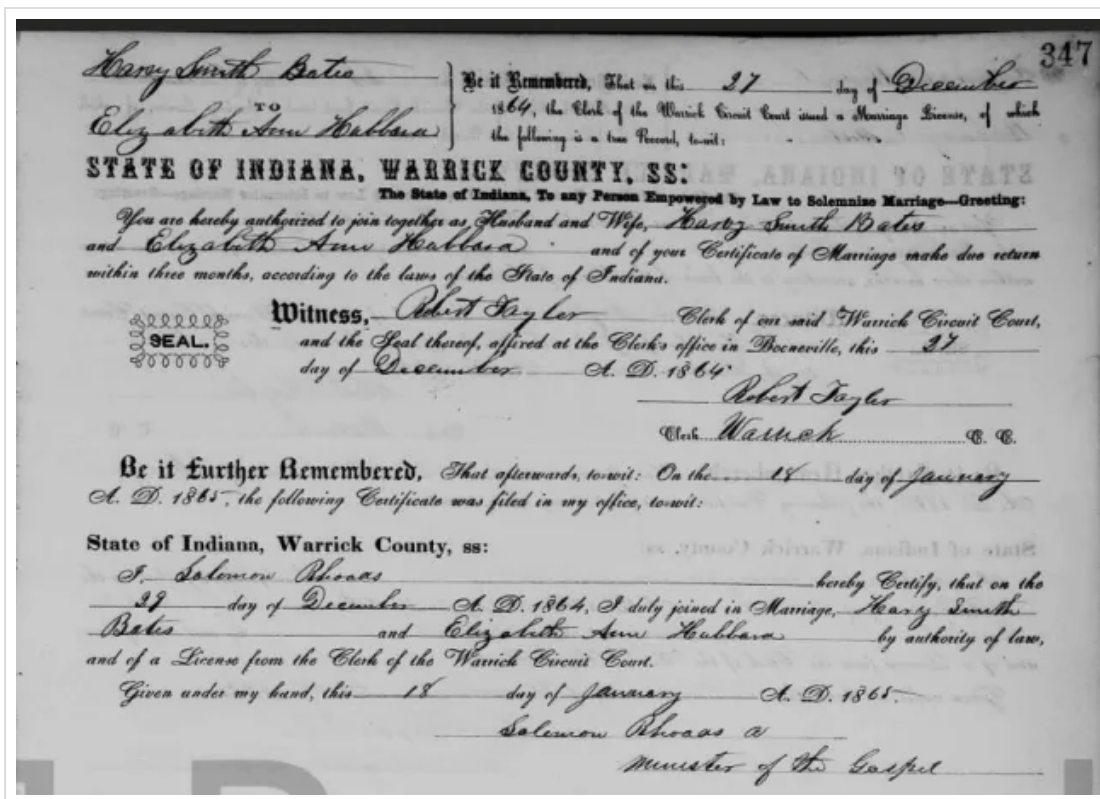 347
Harvy Smith Bates
TO
Elizabeth Ann Hubbard
Be it Remembered, That on this 27 day of December
1864, the Clerk of the Warrick Circuit Court issued a Marriage License, of which
the following is a true Record, to-wit:
STATE OF INDIANA, WARRICK COUNTY, SS:
The State of Indiana, To any Person Empowered by Law to Solemnize Marriage—Greeting:
You are hereby authorized to join together as Husband and Wife, Harvy Smith Bates
and Elizabeth Ann Hubbard and of your Certificate of Marriage make due return
within three months, according to the laws of the State of Indiana.
SEAL.
Witness, Robert Taylor Clerk of our said Warrick Circuit Court,
and the Seal thereof, affixed at the Clerk's office in Booneville, this 27
day of December A. D. 1864
Robert Taylor
Clerk Warrick C. C.
Be it Further Remembered, That afterwards, to-wit: On the 18 day of January
A. D. 1865, the following Certificate was filed in my office, to-wit:
State of Indiana, Warrick County, ss:
I Solomon Rhoads hereby Certify, that on the
29 day of December A. D. 1864, I duly joined in Marriage, Harvy Smith
Bates and Elizabeth Ann Hubbard by authority of law,
and of a License from the Clerk of the Warrick Circuit Court.
Given under my hand, this 18 day of January A. D. 1865
Solomon Rhoads a
minister of the Gospel